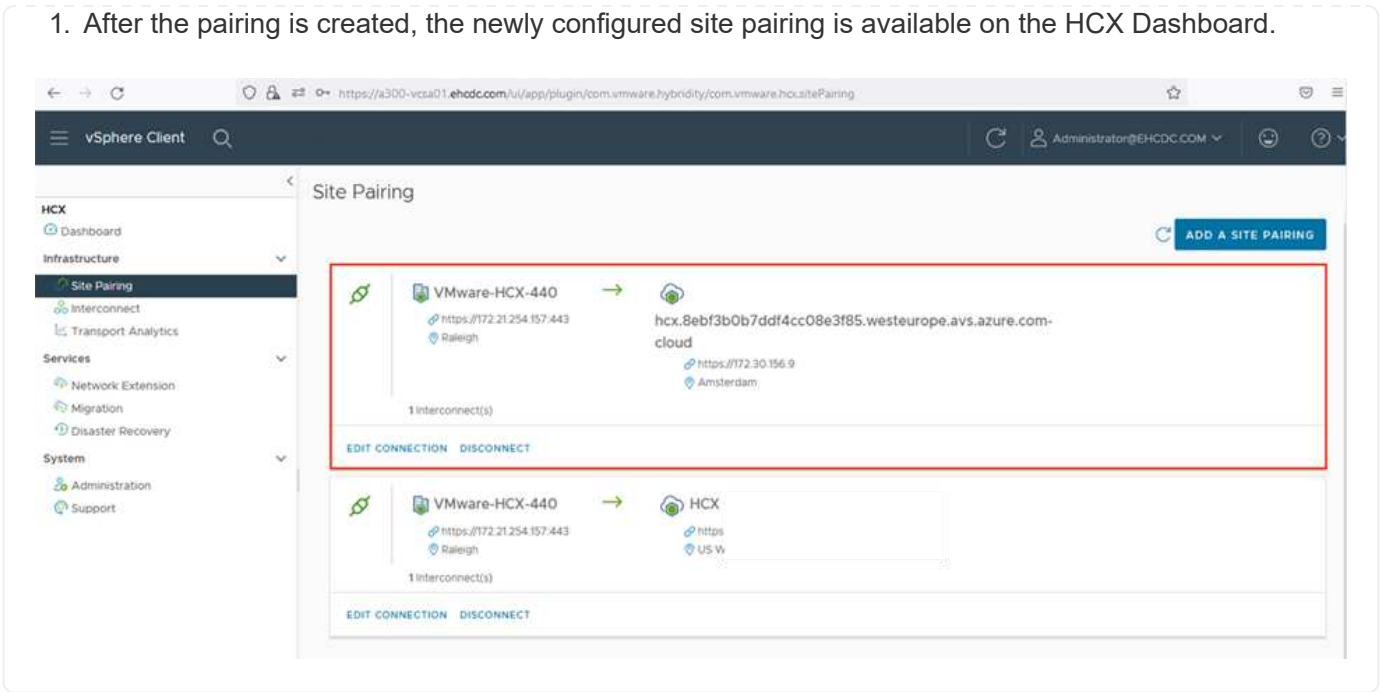 1. After the pairing is created, the newly configured site pairing is available on the HCX Dashboard.
https://a300-vcsa01.ehcdc.com/ui/app/plugin/com.vmware.hybridity/com.vmware.hcx.sitePairing
vSphere Client
Administrator@EHCDC.COM
Site Pairing
ADD A SITE PAIRING
HCX
Dashboard
Infrastructure
Site Pairing
Interconnect
Transport Analytics
Services
Network Extension
Migration
Disaster Recovery
System
Administration
Support
VMware-HCX-440
https://172.21.254.157:443
Raleigh
hcx.8ebf3b0b7ddf4cc08e3f85.westeurope.avs.azure.com-
cloud
https://172.30.156.9
Amsterdam
1 Interconnect(s)
EDIT CONNECTION DISCONNECT
VMware-HCX-440
https://172.21.254.157:443
Raleigh
HCX
https
US W
1 Interconnect(s)
EDIT CONNECTION DISCONNECT